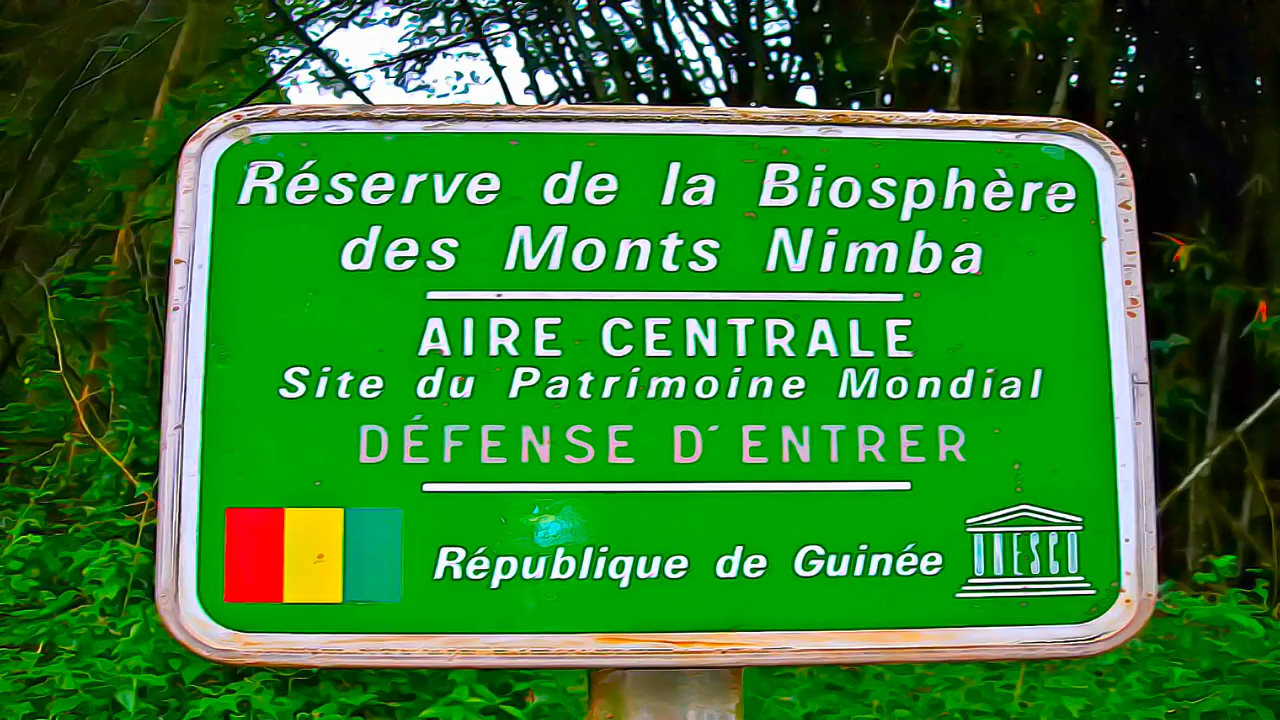 Réserve de la Biosphère
des Monts Nimba
AIRE CENTRALE
Site du Patrimoine Mondial
DÉFENSE D´ENTRER
République de Guinée
UNESCO